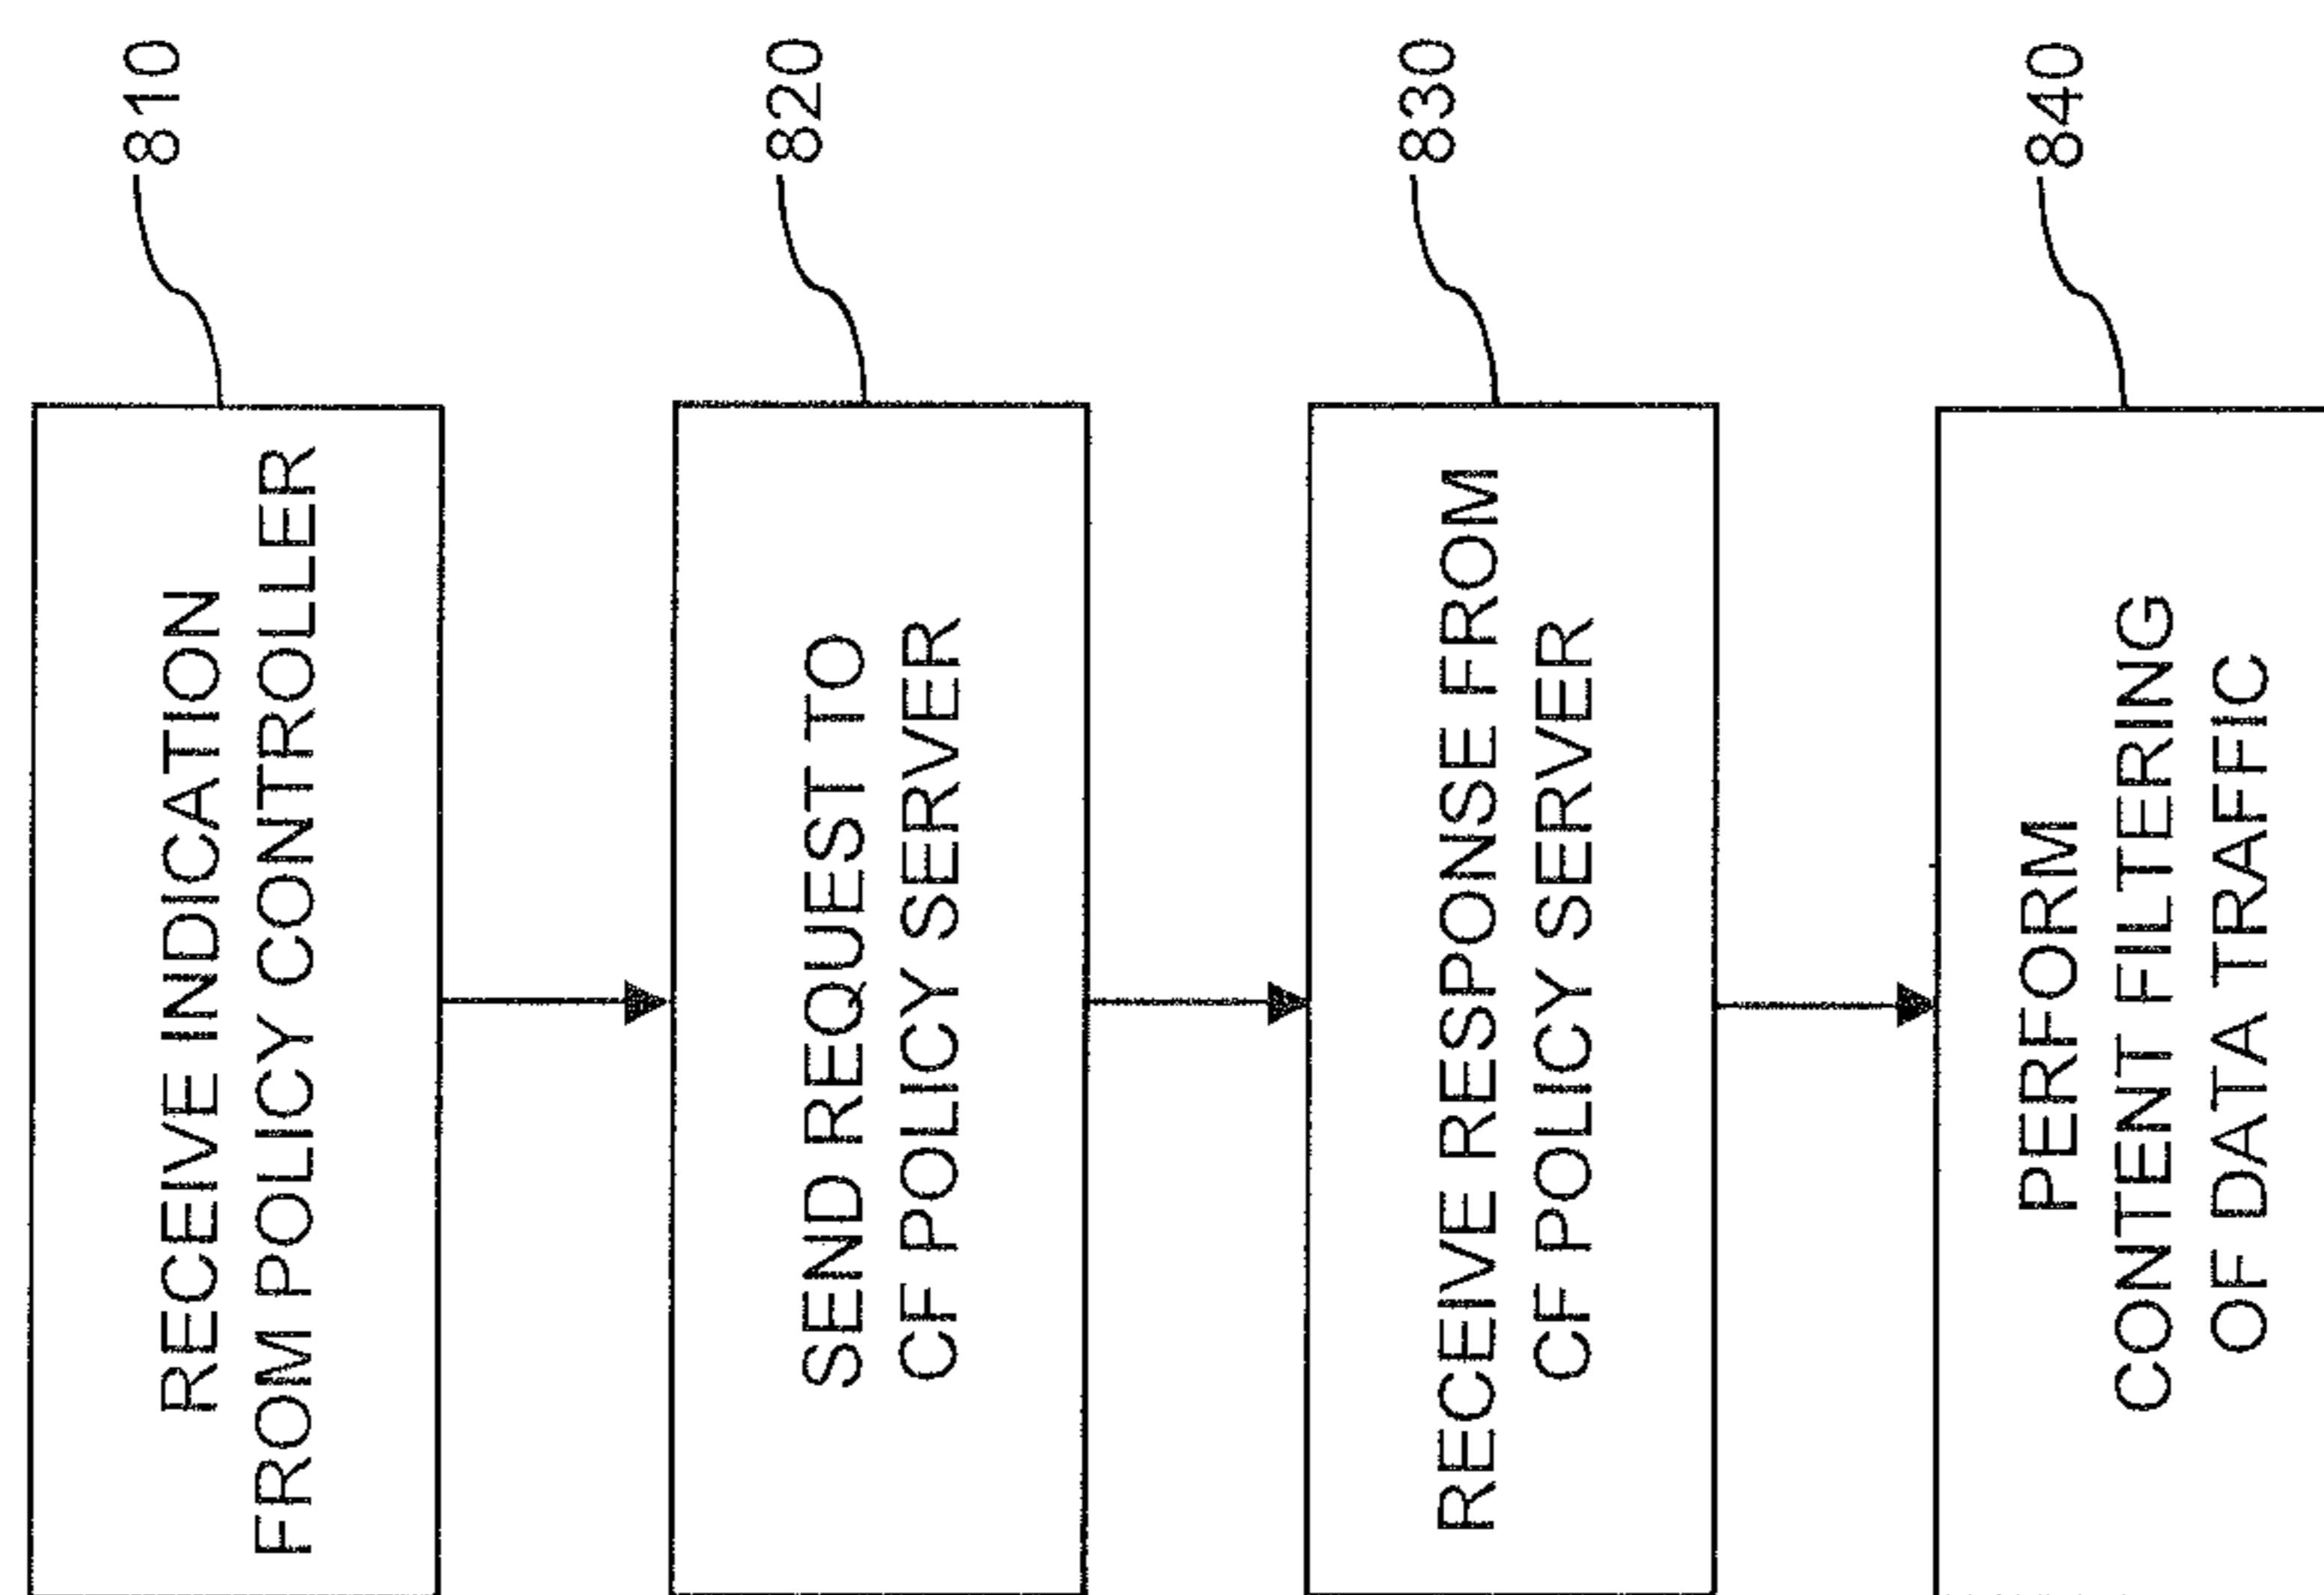 810
RECEIVE INDICATION
FROM POLICY CONTROLLER
820
SEND REQUEST TO
CF POLICY SERVER
830
RECEIVE RESPONSE FROM
CF POLICY SERVER
840
PERFORM
CONTENT FILTERING
OF DATA TRAFFIC